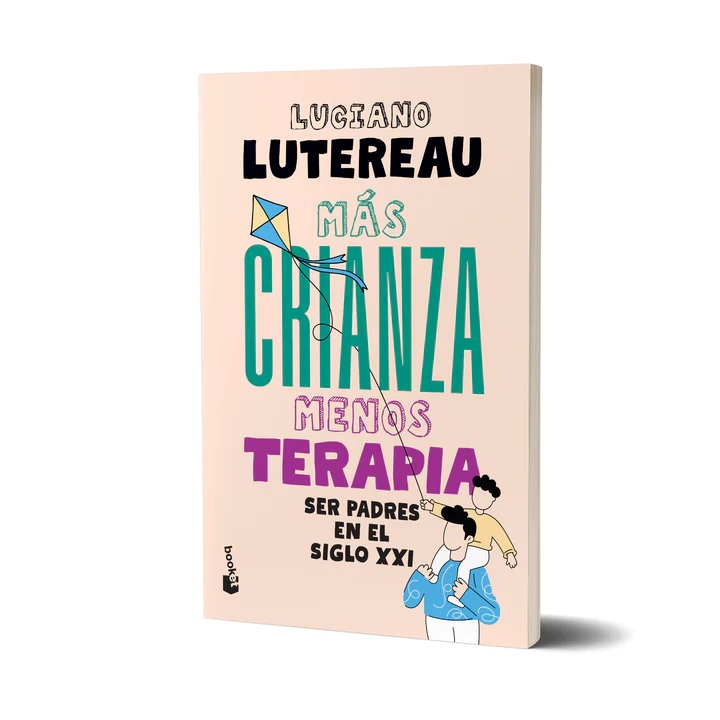 LUCIANO
LUTEREAU
MÁS
CRIANZA
MENOS
TERAPIA
SER PADRES
EN EL
SIGLO XXI
booket